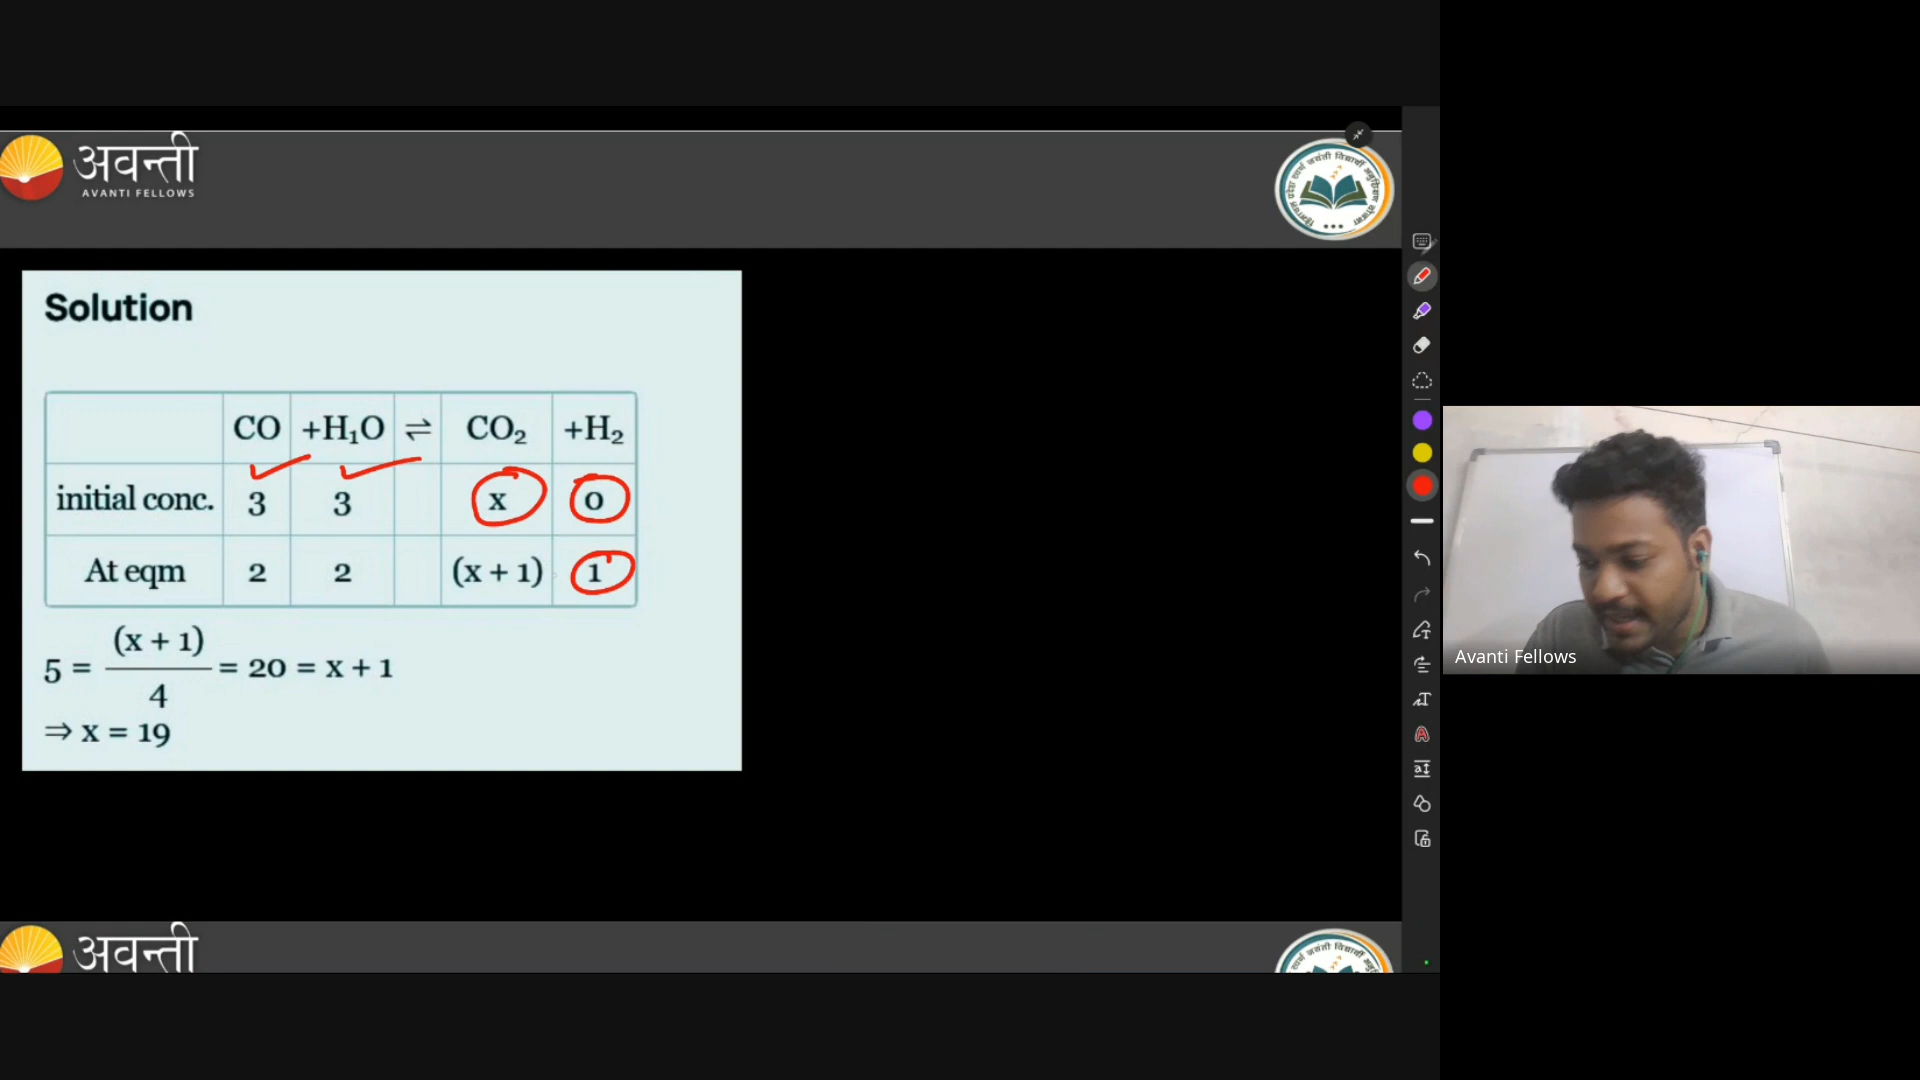 अवन्ती
AVANTI FELLOWS
Solution
CO +H₁O ⇌ CO₂ +H₂
initial conc. 3 3 x 0
At eqm 2 2 (x + 1) 1
5 = (x + 1) / 4 = 20 = x + 1
⇒ x = 19
Avanti Fellows
अवन्ती